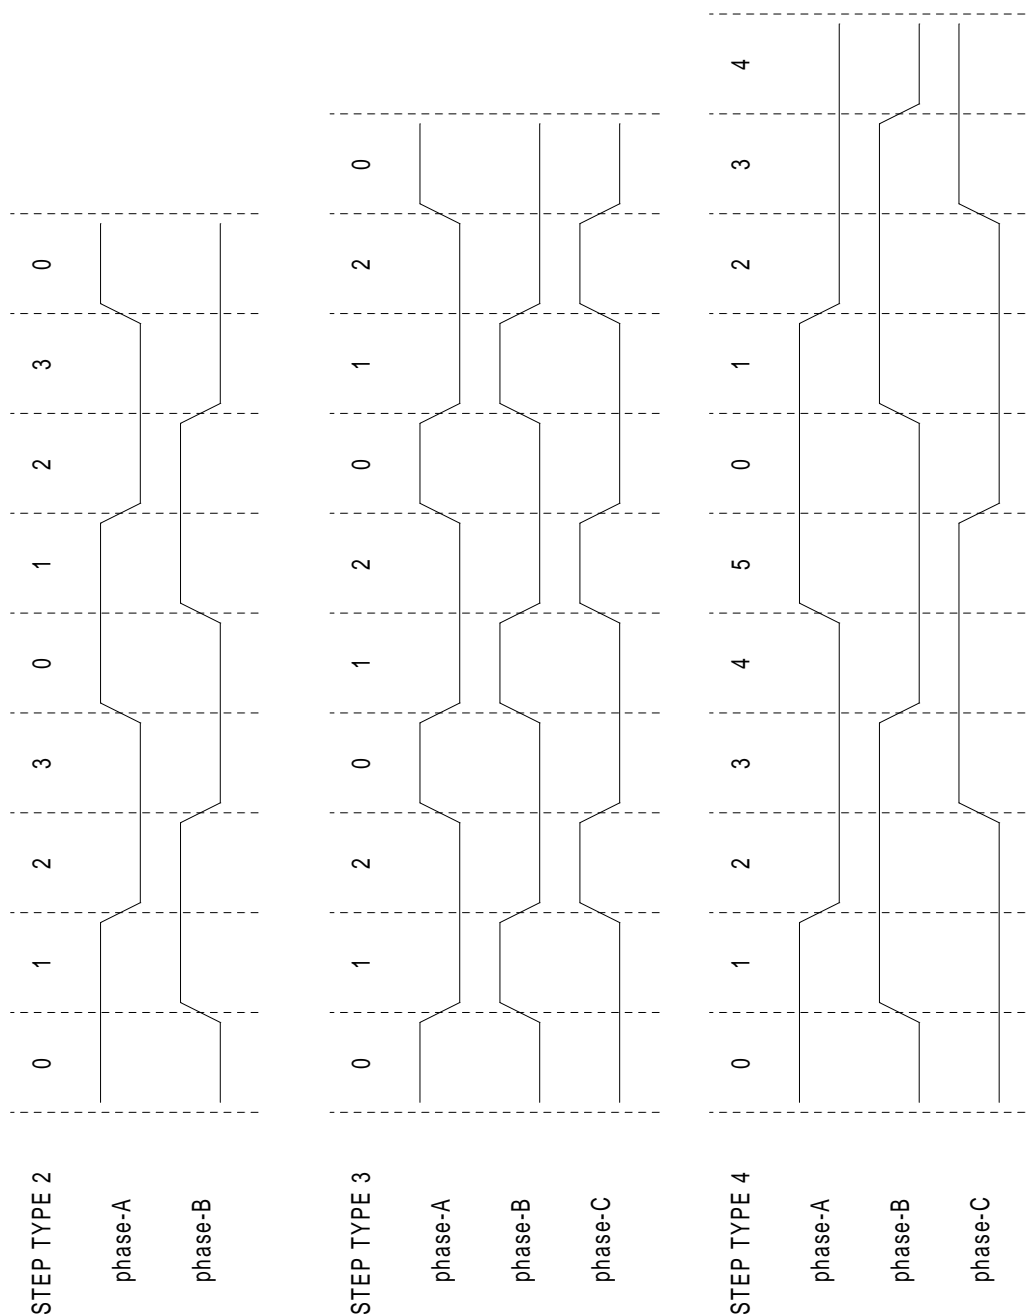 STEP TYPE 2 0 1 2 3 0 1 2 3 0
phase-A
phase-B
STEP TYPE 3 0 1 2 0 1 2 0 1 2 0
phase-A
phase-B
phase-C
STEP TYPE 4 0 1 2 3 4 5 0 1 2 3 4
phase-A
phase-B
phase-C